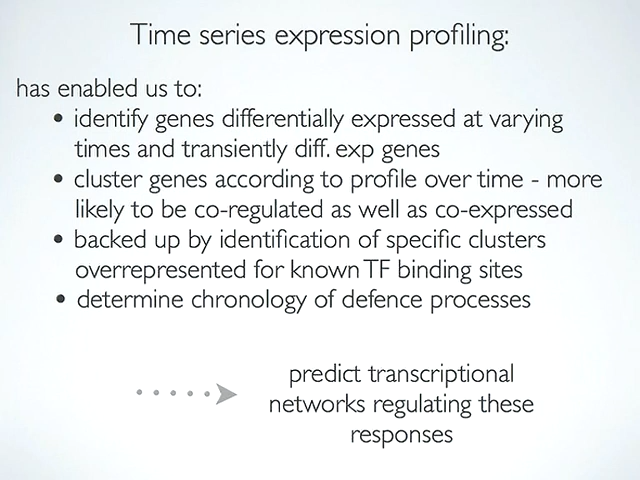 Time series expression profiling:
has enabled us to:
• identify genes differentially expressed at varying
times and transiently diff. exp genes
• cluster genes according to profile over time - more
likely to be co-regulated as well as co-expressed
• backed up by identification of specific clusters
overrepresented for known TF binding sites
• determine chronology of defence processes
predict transcriptional
networks regulating these
responses